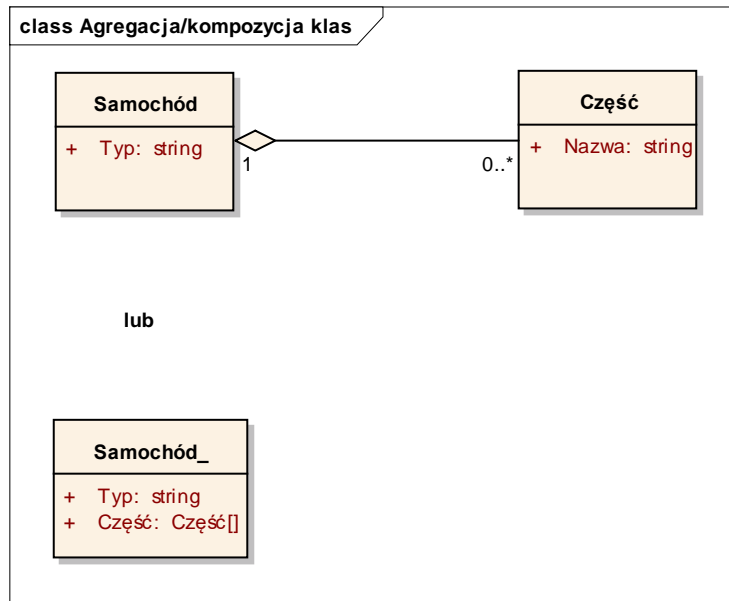 class Agregacja/kompozycja klas
Samochód
+ Typ: string
1
0..*
Część
+ Nazwa: string
lub
Samochód_
+ Typ: string
+ Część: Część[]